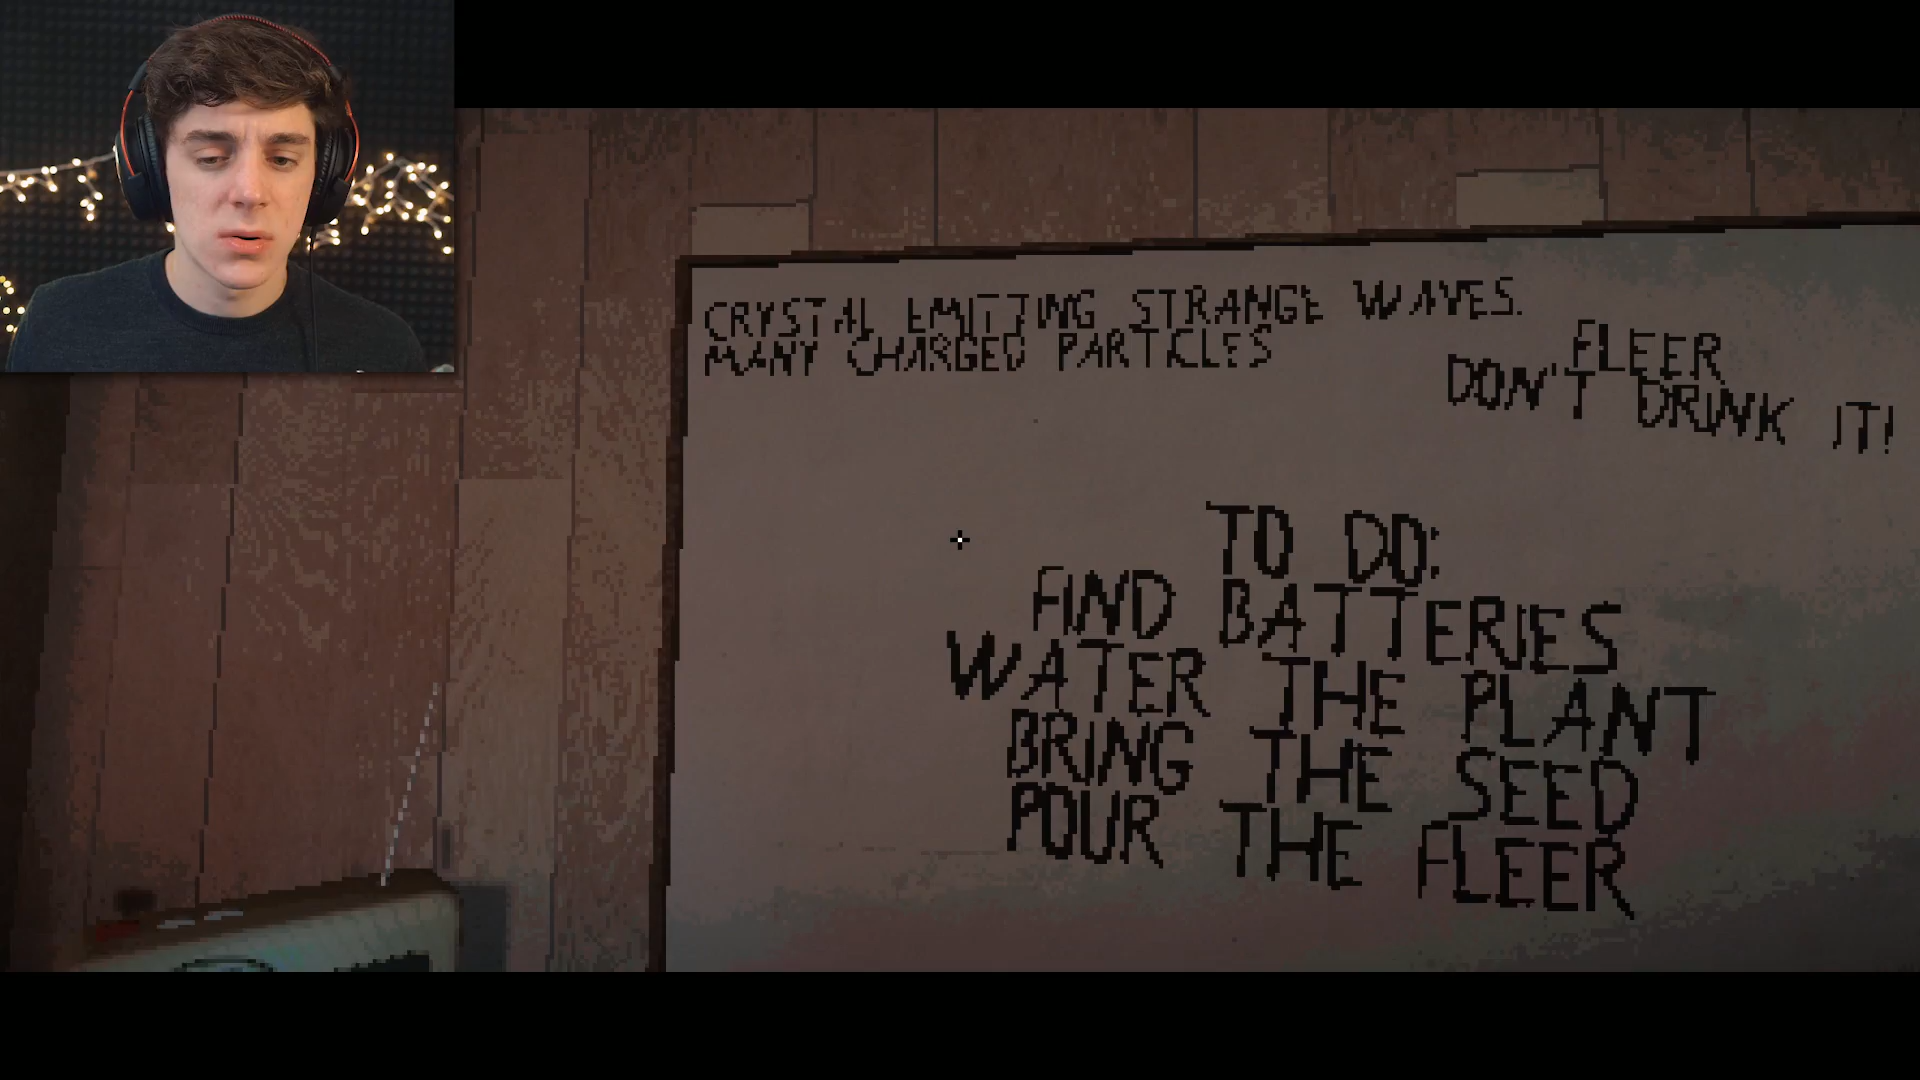 CRYSTAL EMITTING STRANGE WAVES.
MANY CHARGED PARTICLES
FLEER
DON'T DRINK IT!
TO DO:
FIND BATTERIES
WATER THE PLANT
BRING THE SEED
POUR THE FLEER